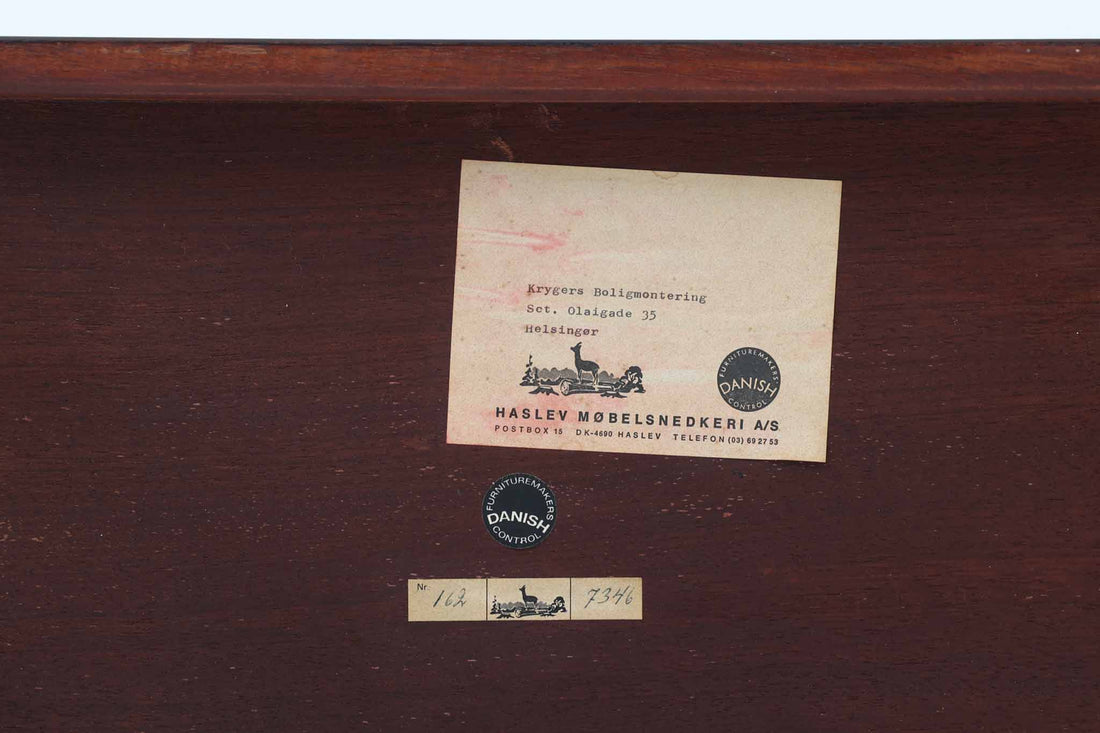 Krygers Boligmontering
Sct. Olaigade 35
Helsingør
FURNITUREMAKERS'
DANISH
CONTROL
HASLEV MØBELSNEDKERI A/S
POSTBOX 15 DK-4690 HASLEV TELEFON (03) 69 27 53
FURNITUREMAKERS'
DANISH
CONTROL
Nr. 162 7346